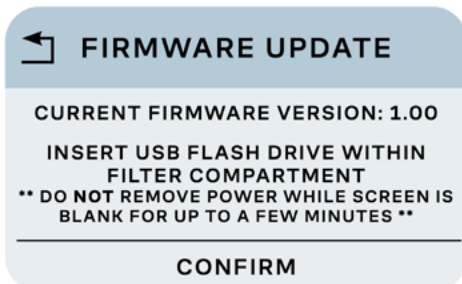 FIRMWARE UPDATE
CURRENT FIRMWARE VERSION: 1.00
INSERT USB FLASH DRIVE WITHIN
FILTER COMPARTMENT
** DO NOT REMOVE POWER WHILE SCREEN IS
BLANK FOR UP TO A FEW MINUTES **
CONFIRM